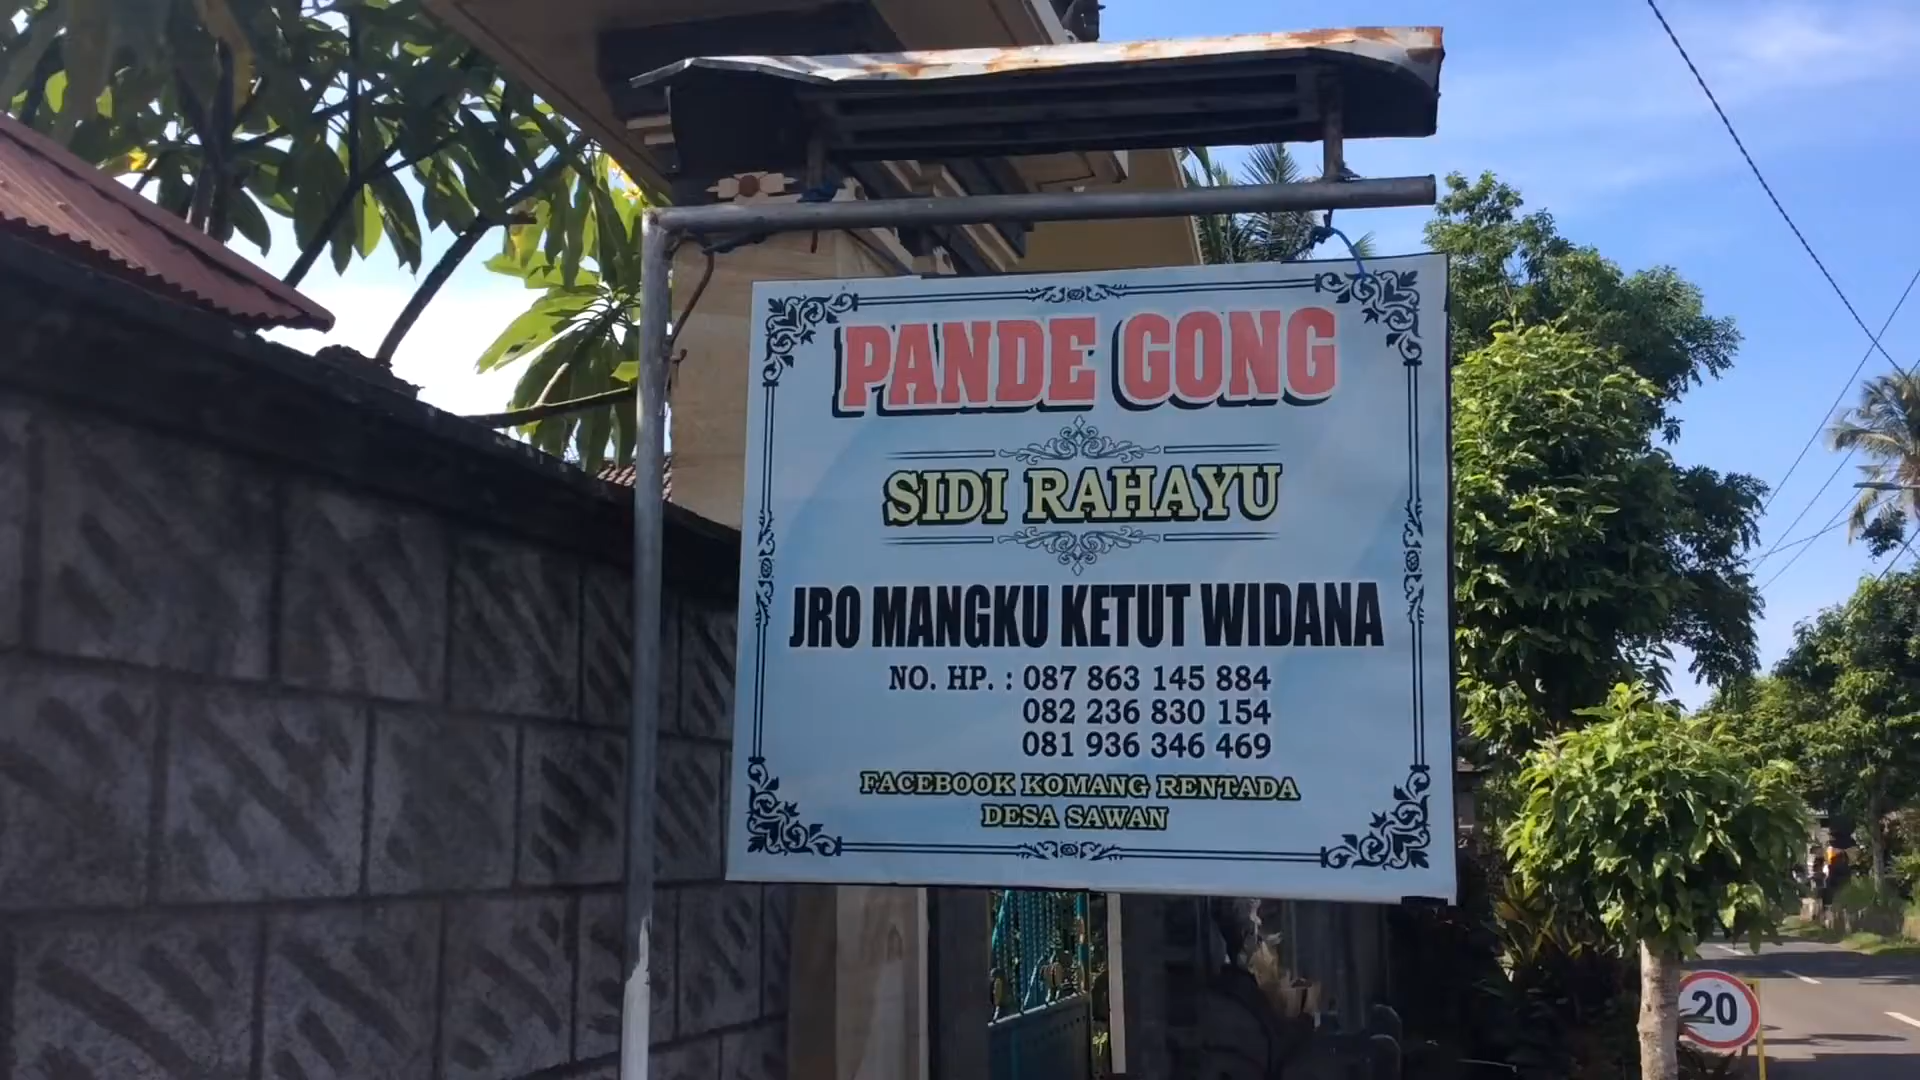 PANDE GONG
SIDI RAHAYU
JRO MANGKU KETUT WIDANA
NO. HP. : 087 863 145 884
082 236 830 154
081 936 346 469
FACEBOOK KOMANG RENTADA
DESA SAWAN
20